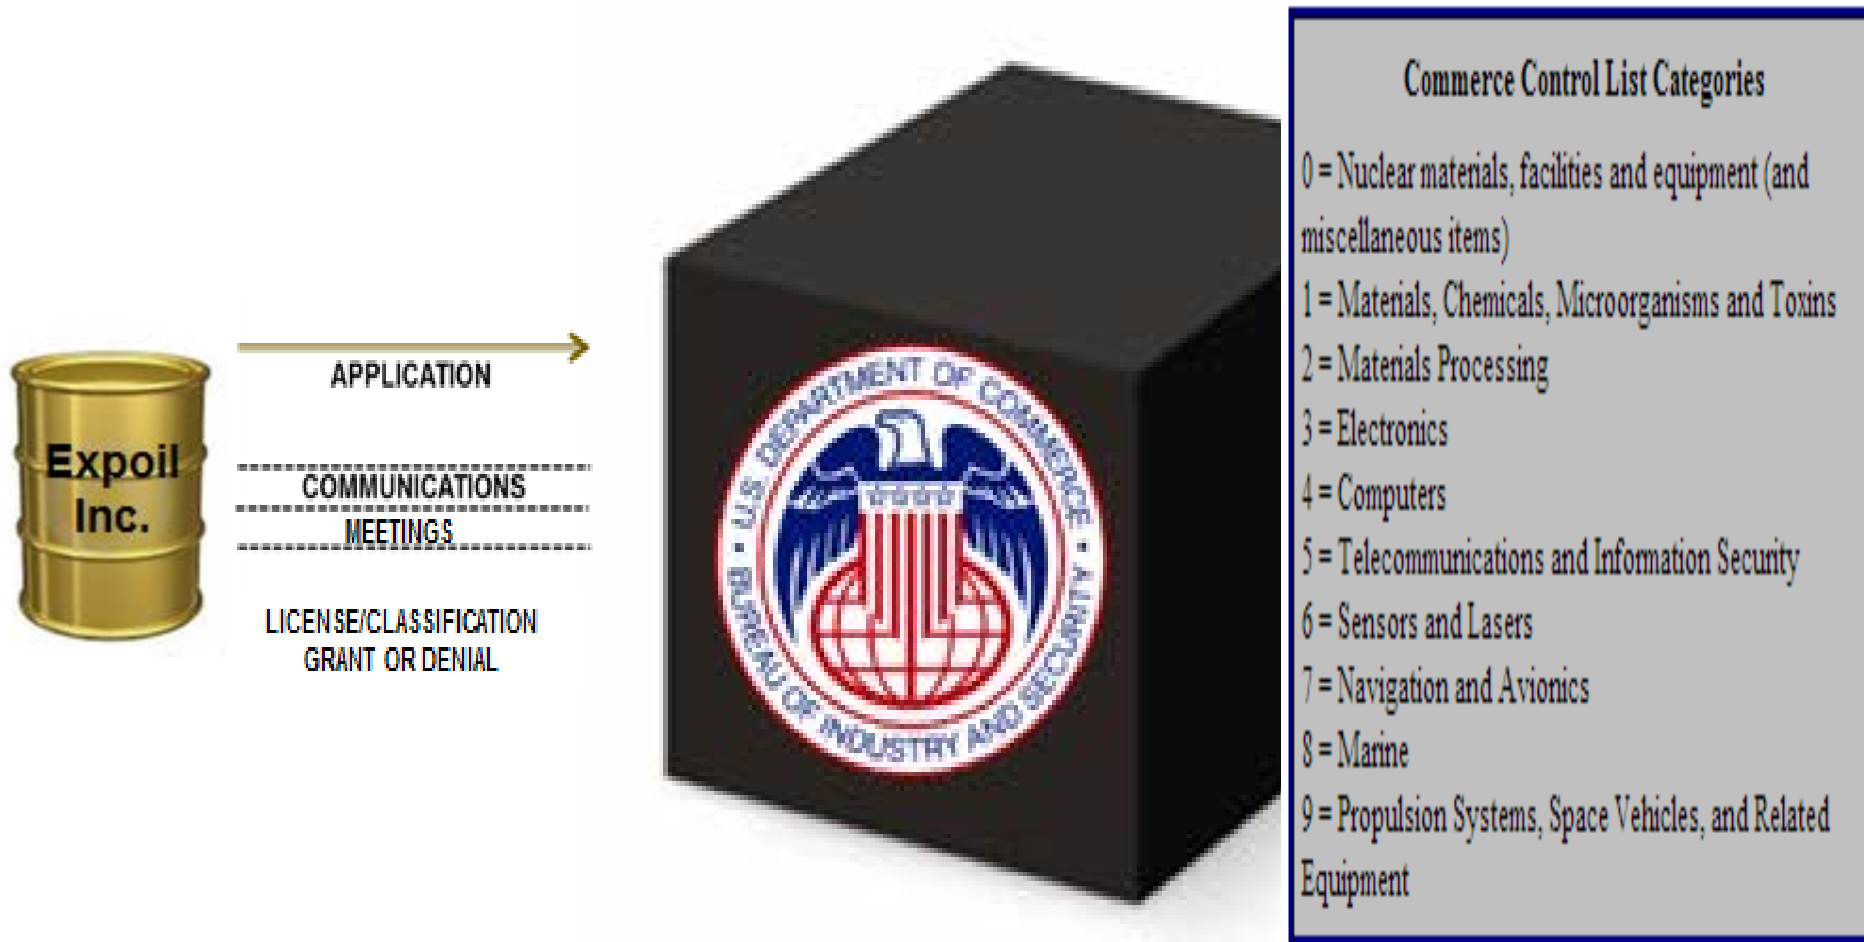 Expoil
Inc.
APPLICATION
COMMUNICATIONS
MEETINGS
LICENSE/CLASSIFICATION
GRANT OR DENIAL
U.S. DEPARTMENT OF COMMERCE
BUREAU OF INDUSTRY AND SECURITY
Commerce Control List Categories
0 = Nuclear materials, facilities and equipment (and
miscellaneous items)
1 = Materials, Chemicals, Microorganisms and Toxins
2 = Materials Processing
3 = Electronics
4 = Computers
5 = Telecommunications and Information Security
6 = Sensors and Lasers
7 = Navigation and Avionics
8 = Marine
9 = Propulsion Systems, Space Vehicles, and Related
Equipment